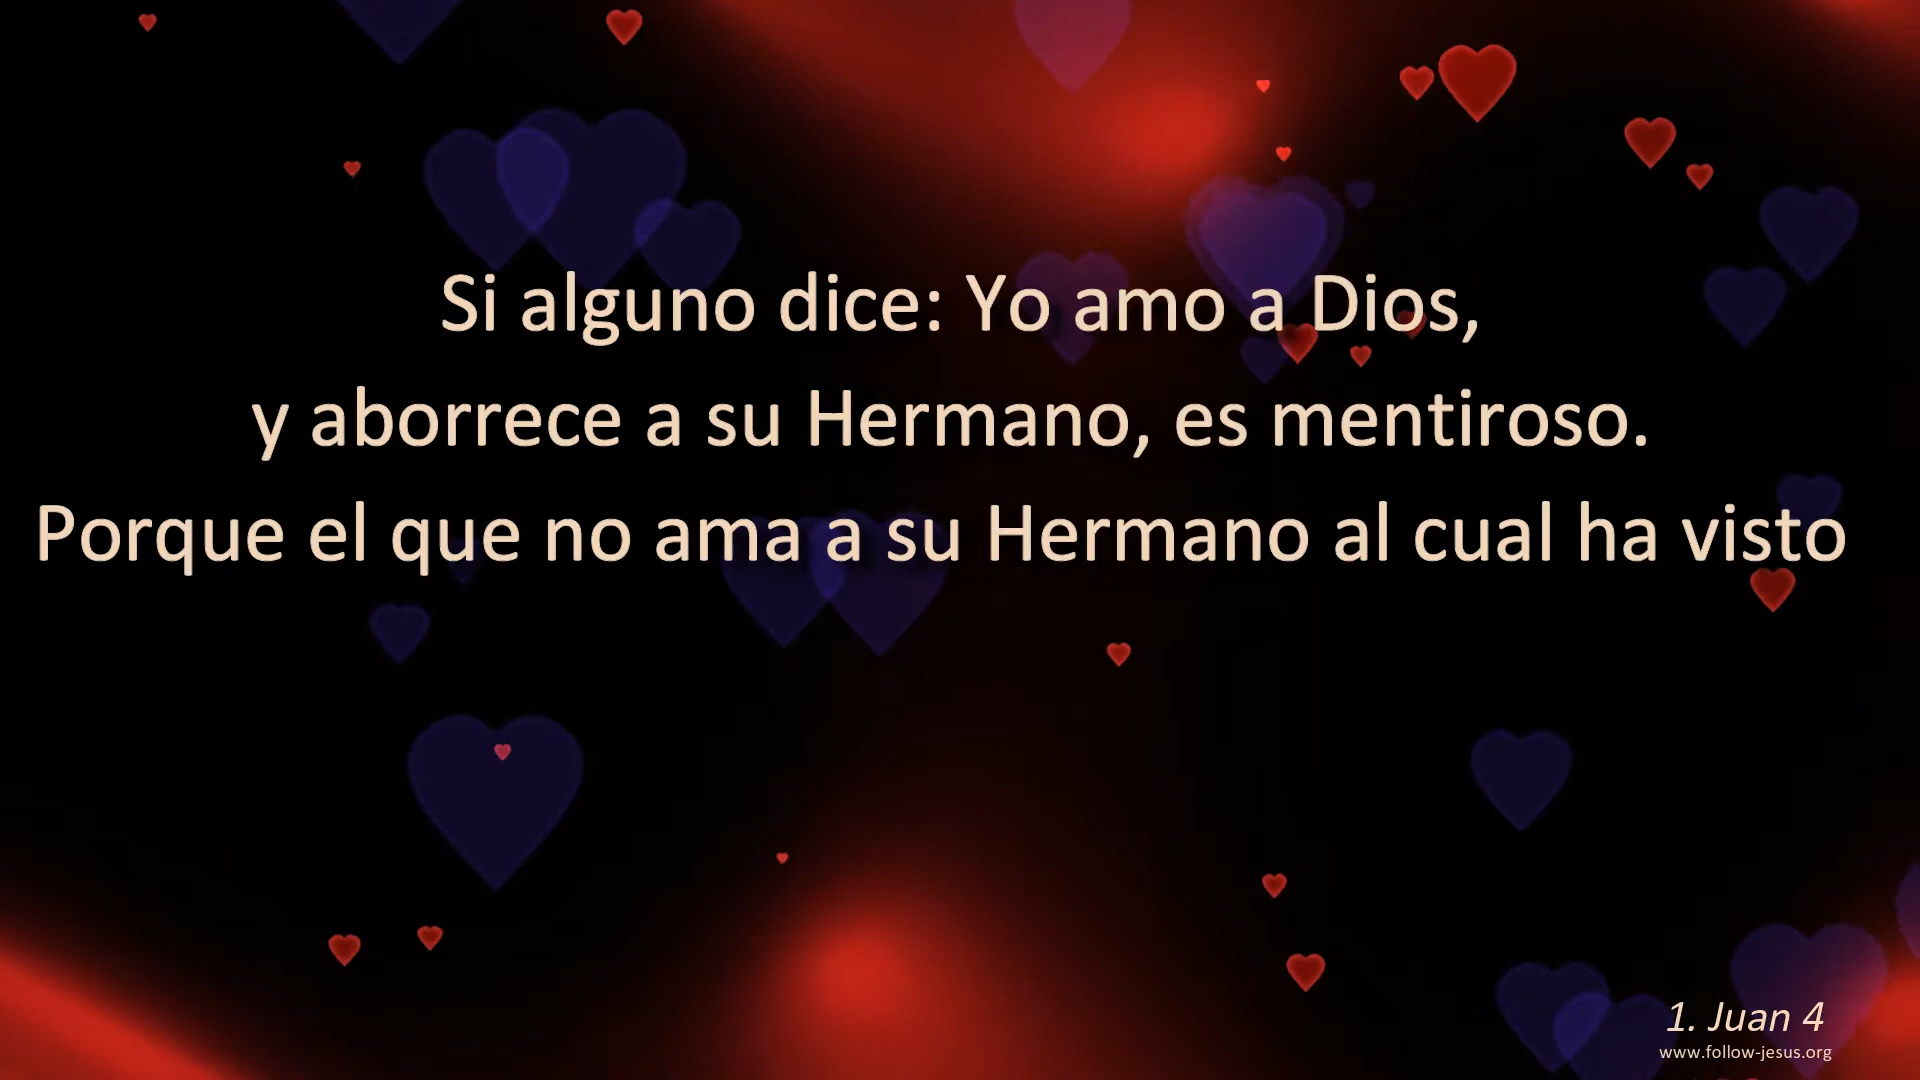 Si alguno dice: Yo amo a Dios,
y aborrece a su Hermano, es mentiroso.
Porque el que no ama a su Hermano al cual ha visto
1. Juan 4
www.follow-jesus.org